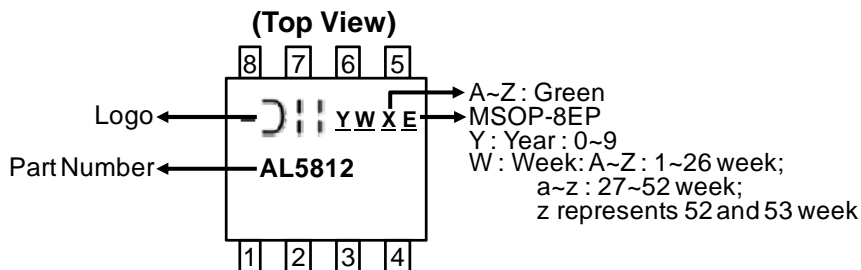 (Top View)
8 7 6 5
Logo
Y W X E
A~Z : Green
MSOP-8EP
Y : Year : 0~9
W : Week: A~Z : 1~26 week;
a~z : 27~52 week;
z represents 52 and 53 week
Part Number
AL5812
1 2 3 4